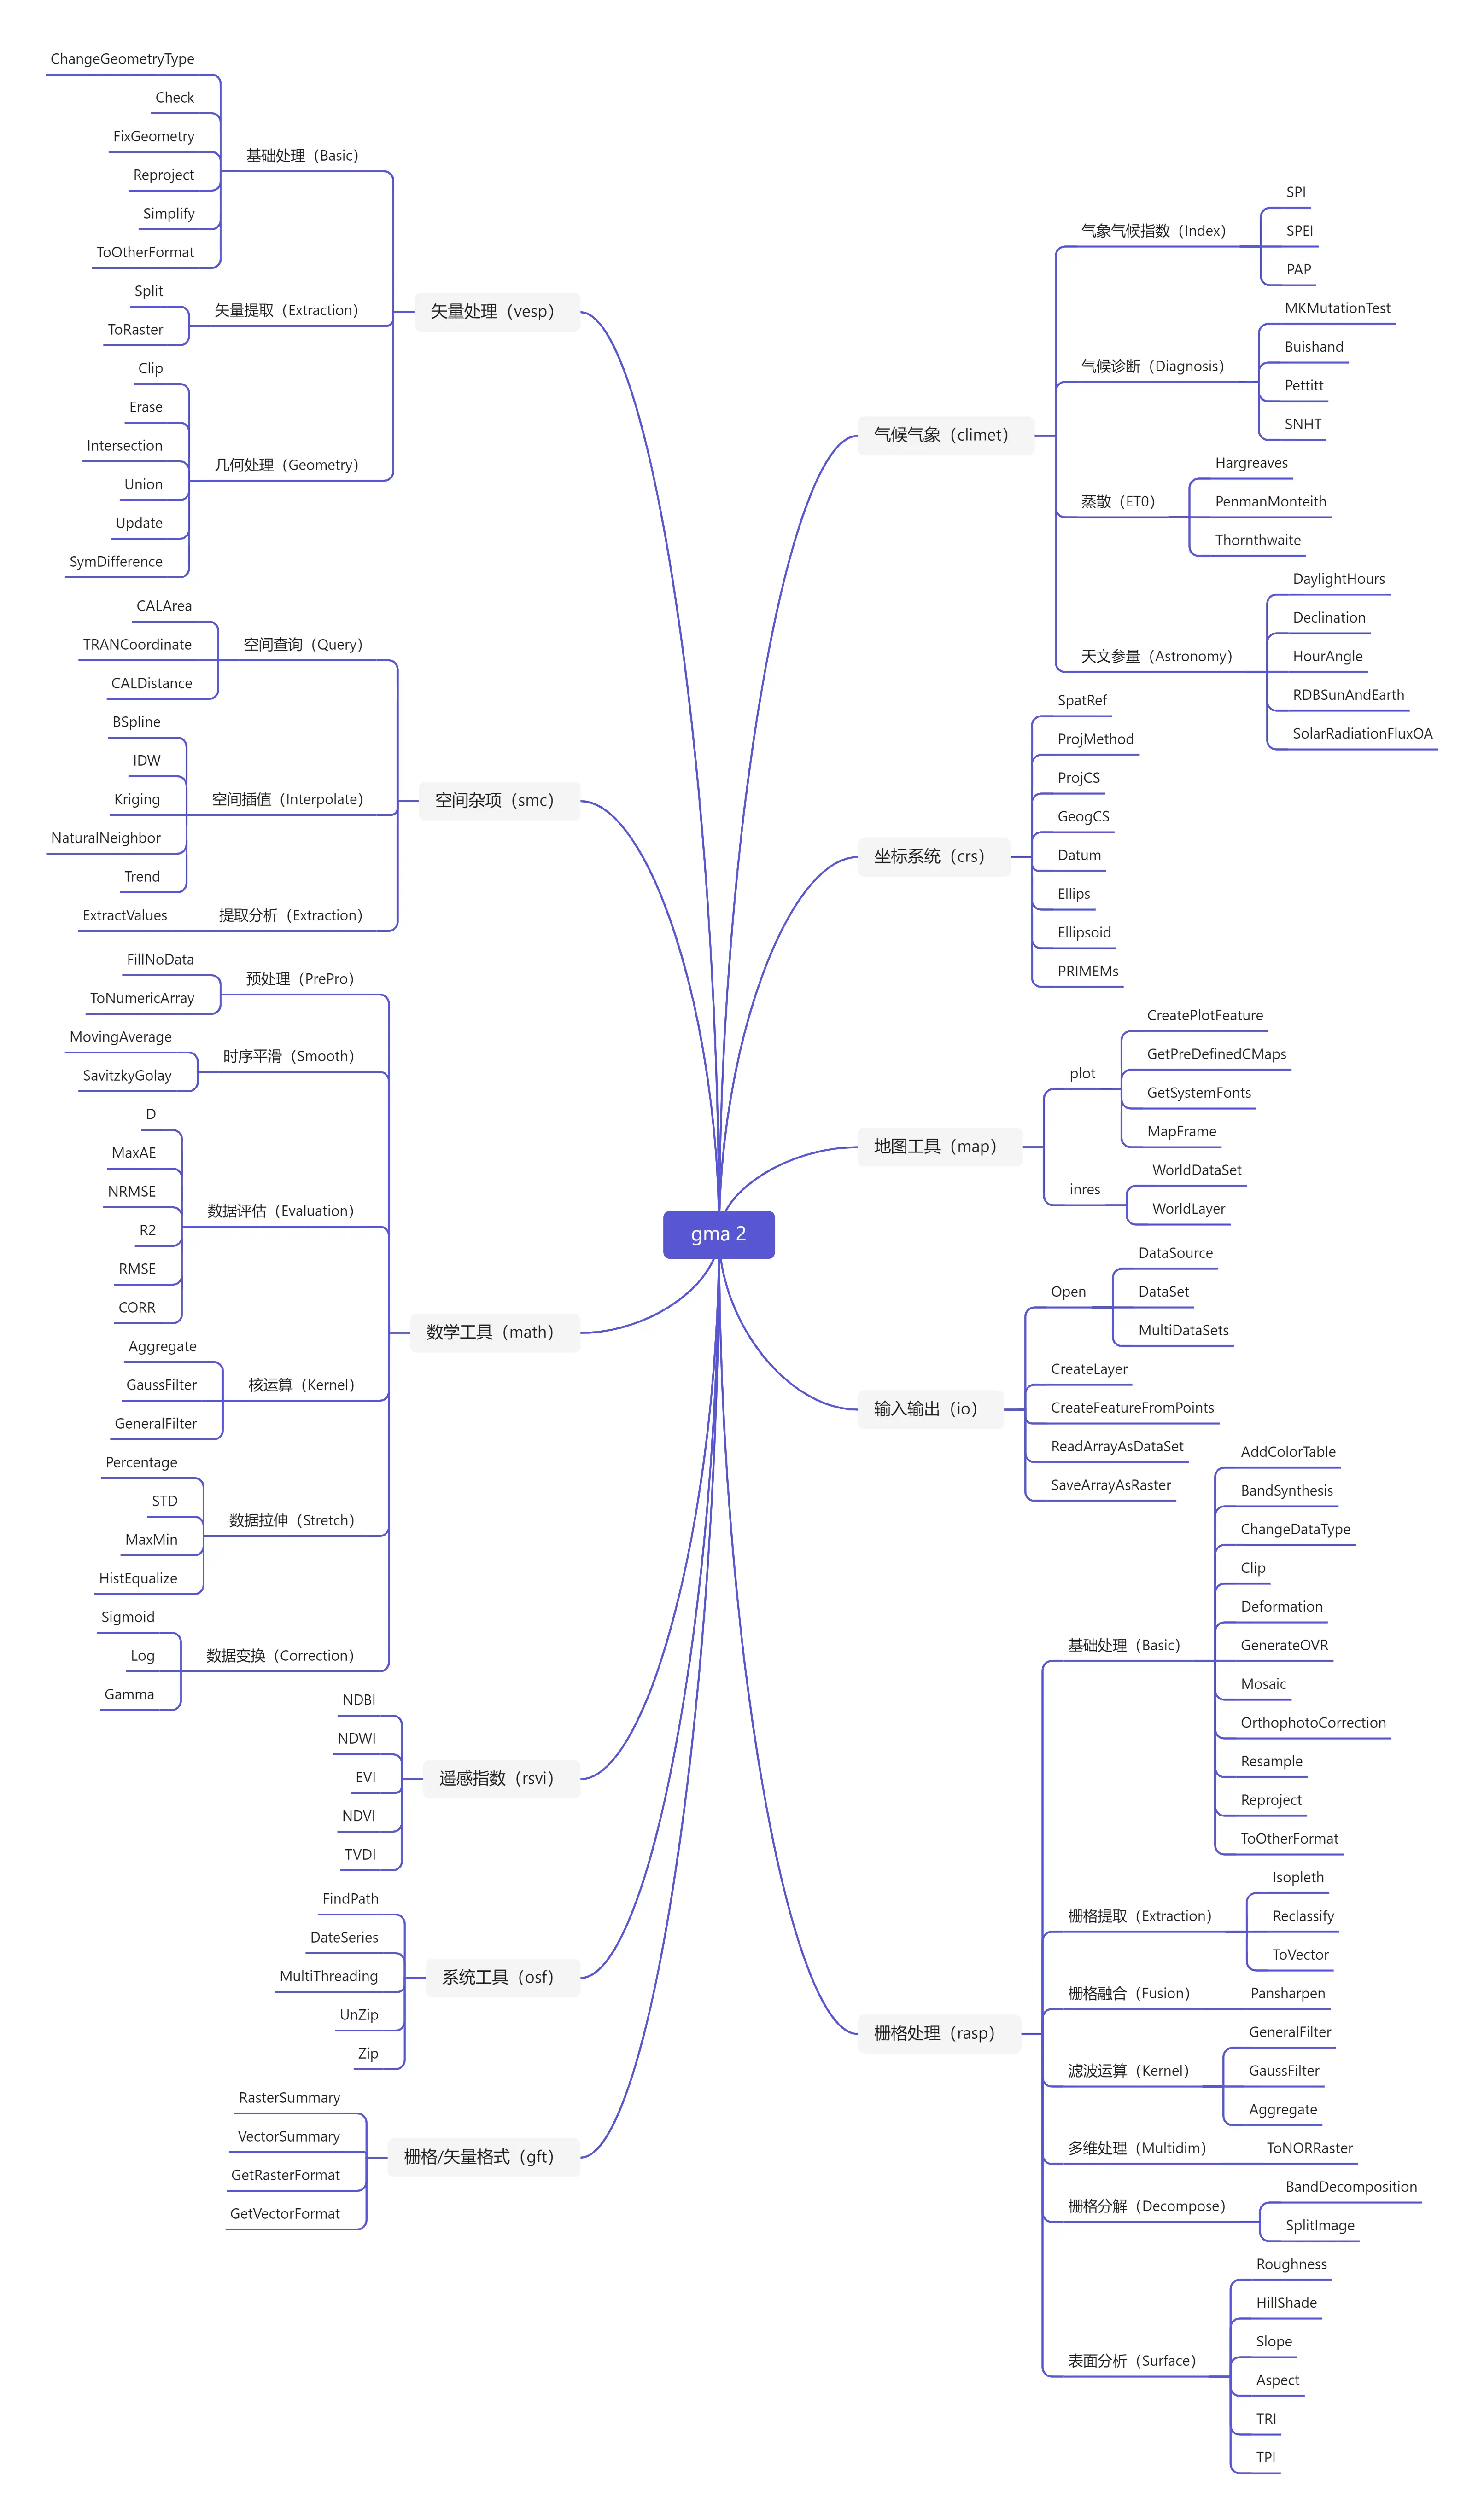 gma 2
矢量处理（vesp）
基础处理（Basic）
ChangeGeometryType
Check
FixGeometry
Reproject
Simplify
ToOtherFormat
矢量提取（Extraction）
Split
ToRaster
几何处理（Geometry）
Clip
Erase
Intersection
Union
Update
SymDifference
空间杂项（smc）
空间查询（Query）
CALArea
TRANCoordinate
CALDistance
空间插值（Interpolate）
BSpline
IDW
Kriging
NaturalNeighbor
Trend
提取分析（Extraction）
ExtractValues
数学工具（math）
预处理（PrePro）
FillNoData
ToNumericArray
时序平滑（Smooth）
MovingAverage
SavitzkyGolay
数据评估（Evaluation）
D
MaxAE
NRMSE
R2
RMSE
CORR
核运算（Kernel）
Aggregate
GaussFilter
GeneralFilter
数据拉伸（Stretch）
Percentage
STD
MaxMin
HistEqualize
数据变换（Correction）
Sigmoid
Log
Gamma
遥感指数（rsvi）
NDBI
NDWI
EVI
NDVI
TVDI
系统工具（osf）
FindPath
DateSeries
MultiThreading
UnZip
Zip
栅格/矢量格式（gft）
RasterSummary
VectorSummary
GetRasterFormat
GetVectorFormat
气候气象（climet）
气象气候指数（Index）
SPI
SPEI
PAP
气候诊断（Diagnosis）
MKMutationTest
Buishand
Pettitt
SNHT
蒸散（ET0）
Hargreaves
PenmanMonteith
Thornthwaite
天文参量（Astronomy）
DaylightHours
Declination
HourAngle
RDBSunAndEarth
SolarRadiationFluxOA
坐标系统（crs）
SpatRef
ProjMethod
ProjCS
GeogCS
Datum
Ellips
Ellipsoid
PRIMEMs
地图工具（map）
plot
CreatePlotFeature
GetPreDefinedCMaps
GetSystemFonts
MapFrame
inres
WorldDataSet
WorldLayer
输入输出（io）
Open
DataSource
DataSet
MultiDataSets
CreateLayer
CreateFeatureFromPoints
ReadArrayAsDataSet
SaveArrayAsRaster
栅格处理（rasp）
基础处理（Basic）
AddColorTable
BandSynthesis
ChangeDataType
Clip
Deformation
GenerateOVR
Mosaic
OrthophotoCorrection
Resample
Reproject
ToOtherFormat
栅格提取（Extraction）
Isopleth
Reclassify
ToVector
栅格融合（Fusion）
Pansharpen
滤波运算（Kernel）
GeneralFilter
GaussFilter
Aggregate
多维处理（Multidim）
ToNORRaster
栅格分解（Decompose）
BandDecomposition
SplitImage
表面分析（Surface）
Roughness
HillShade
Slope
Aspect
TRI
TPI